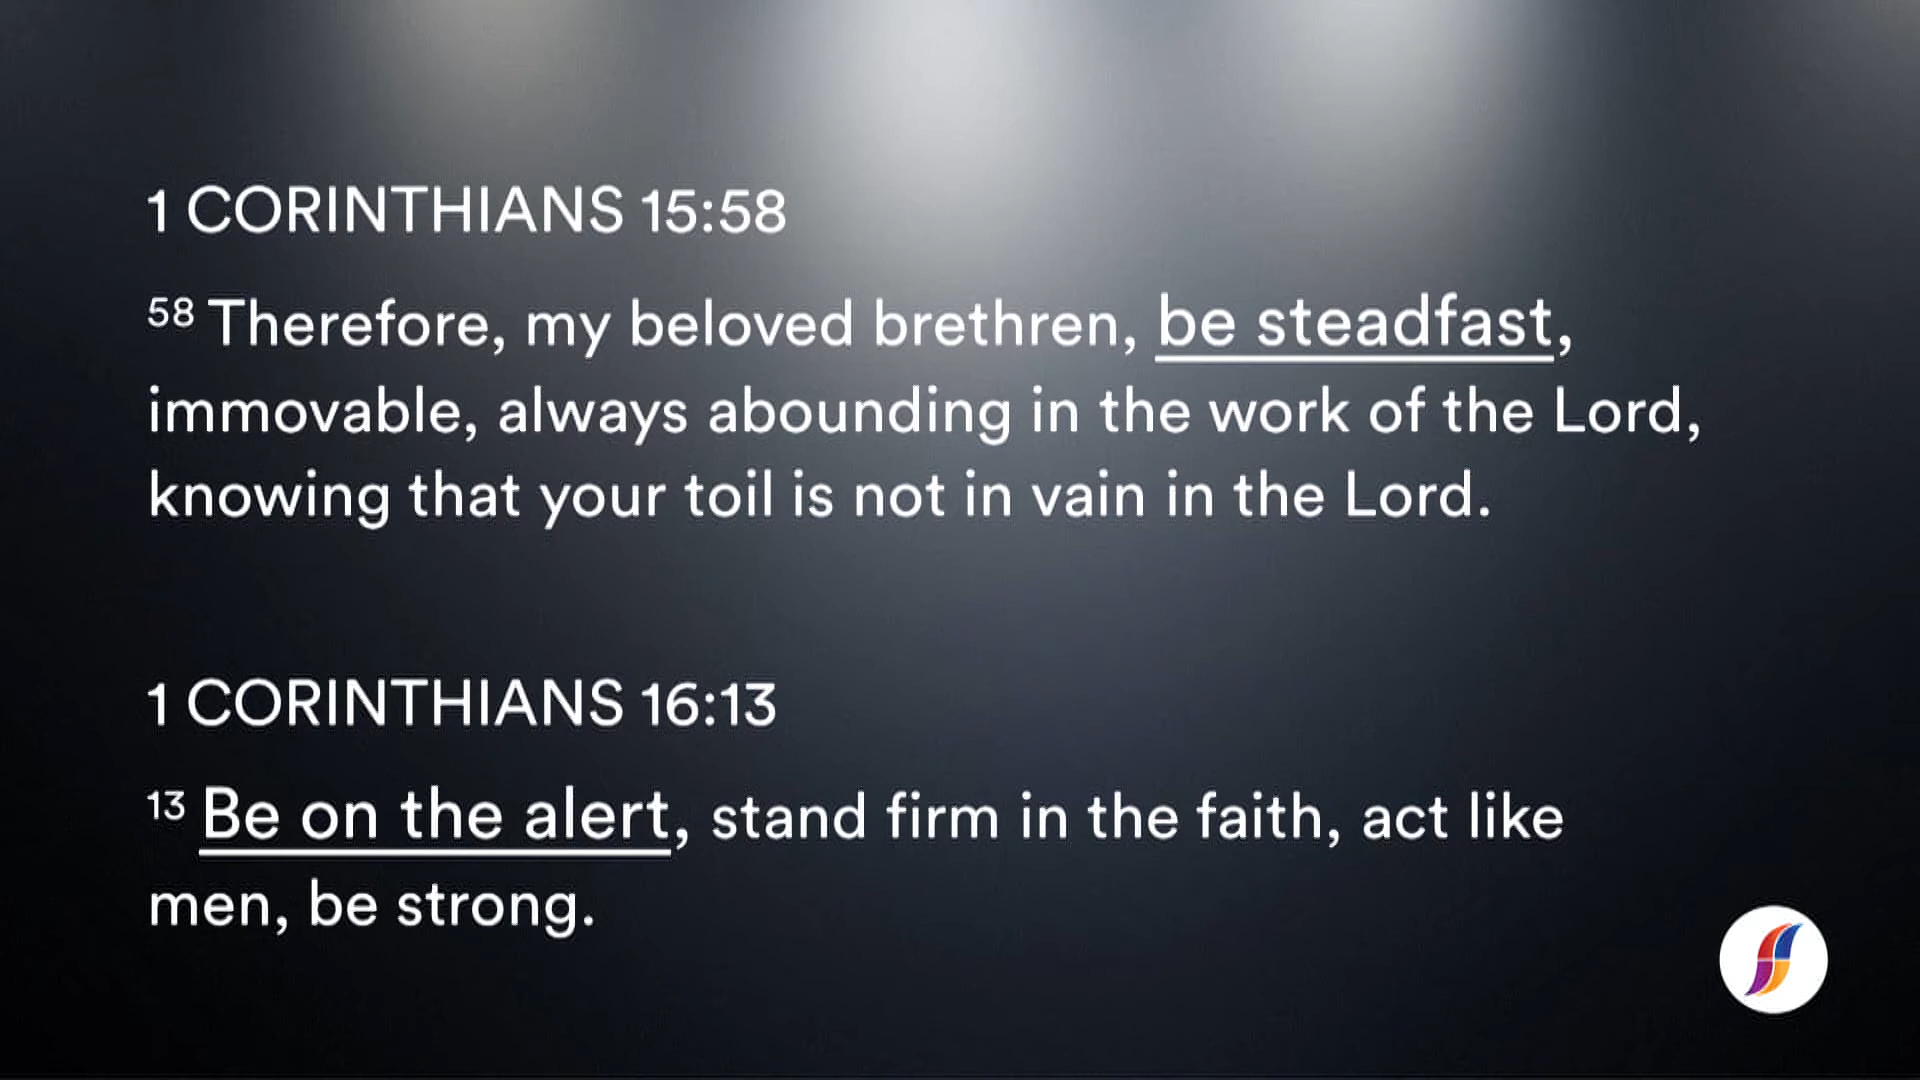 1 CORINTHIANS 15:58
58 Therefore, my beloved brethren, be steadfast,
immovable, always abounding in the work of the Lord,
knowing that your toil is not in vain in the Lord.
1 CORINTHIANS 16:13
13 Be on the alert, stand firm in the faith, act like
men, be strong.